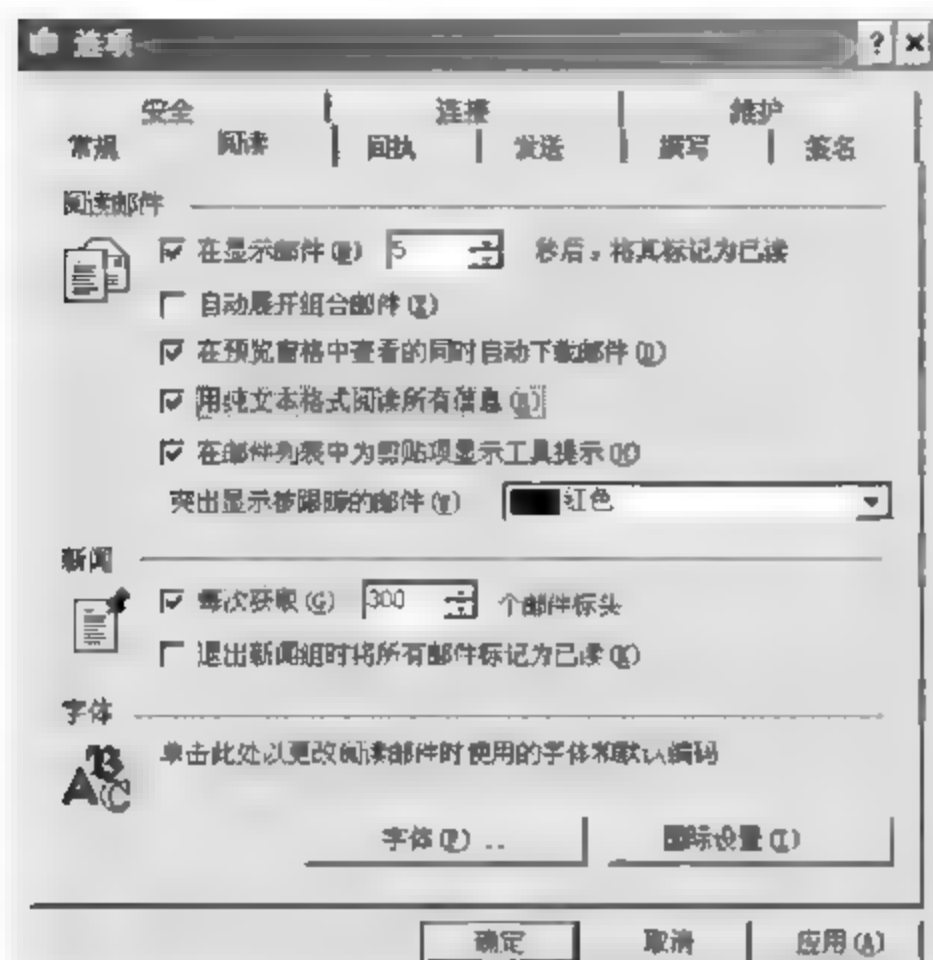 选项
安全 连接 维护
常规 阅读 回执 发送 撰写 签名
阅读邮件
在显示邮件(M) 5 秒后，将其标记为已读
自动展开组合邮件(X)
在预览窗格中查看的同时自动下载邮件(D)
用纯文本格式阅读所有信息(R)
在邮件列表中为剪贴项显示工具提示
突出显示被跟踪的邮件 红色
新闻
每次获取(G) 300 个邮件标头
退出新闻组时将所有邮件标记为已读
字体
单击此处以更改阅读邮件时使用的字体和默认编码
字体(F)..
国际设置(I)
确定 取消 应用(A)